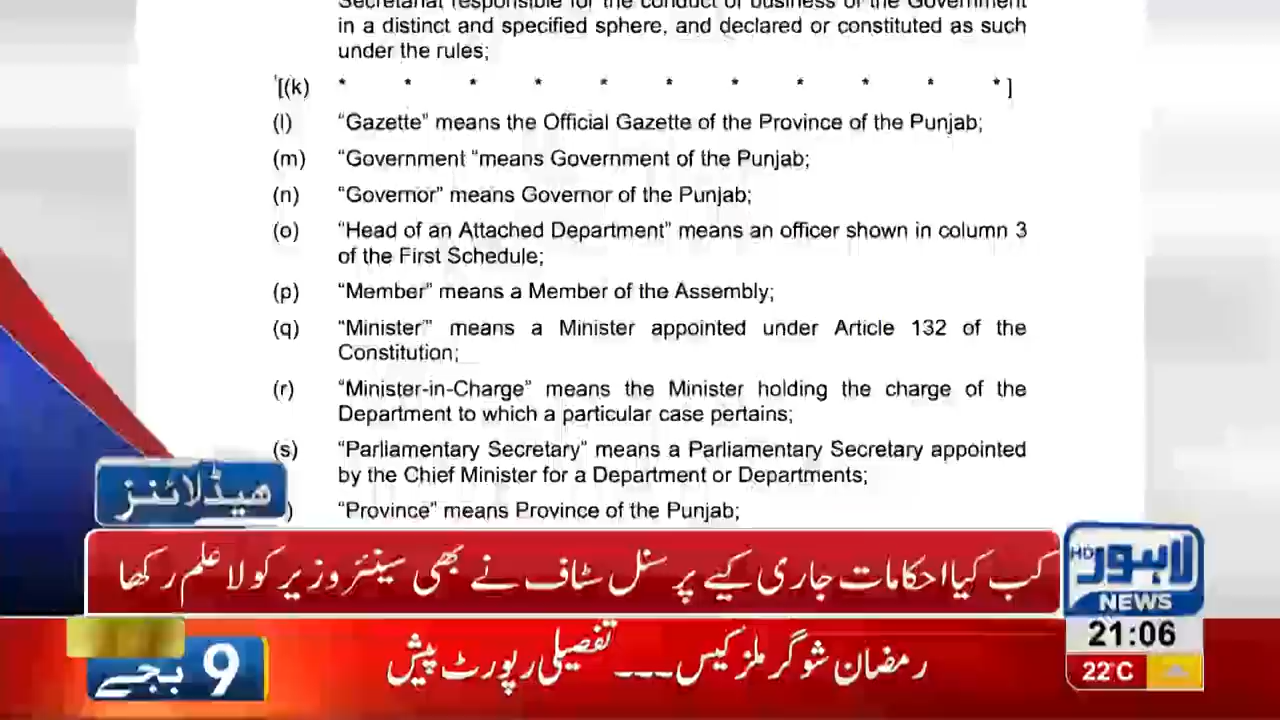 Secretariat responsible for the conduct of business of the Government
in a distinct and specified sphere, and declared or constituted as such
under the rules;
¹[(k) * * * * * * * * * * *]
(l) “Gazette” means the Official Gazette of the Province of the Punjab;
(m) “Government “means Government of the Punjab;
(n) “Governor” means Governor of the Punjab;
(o) “Head of an Attached Department” means an officer shown in column 3
of the First Schedule;
(p) “Member” means a Member of the Assembly;
(q) “Minister” means a Minister appointed under Article 132 of the
Constitution;
(r) “Minister-in-Charge” means the Minister holding the charge of the
Department to which a particular case pertains;
(s) “Parliamentary Secretary” means a Parliamentary Secretary appointed
by the Chief Minister for a Department or Departments;
) “Province” means Province of the Punjab;
ہیڈلائنز
کب کیا احکامات جاری کیے پرسنل سٹاف نے بھی سینئر وزیر کو لاعلم رکھا
لاہور HD
NEWS
21:06
22°C
9 بجے
رمضان شوگر ملز کیس۔۔۔ تفصیلی رپورٹ پیش